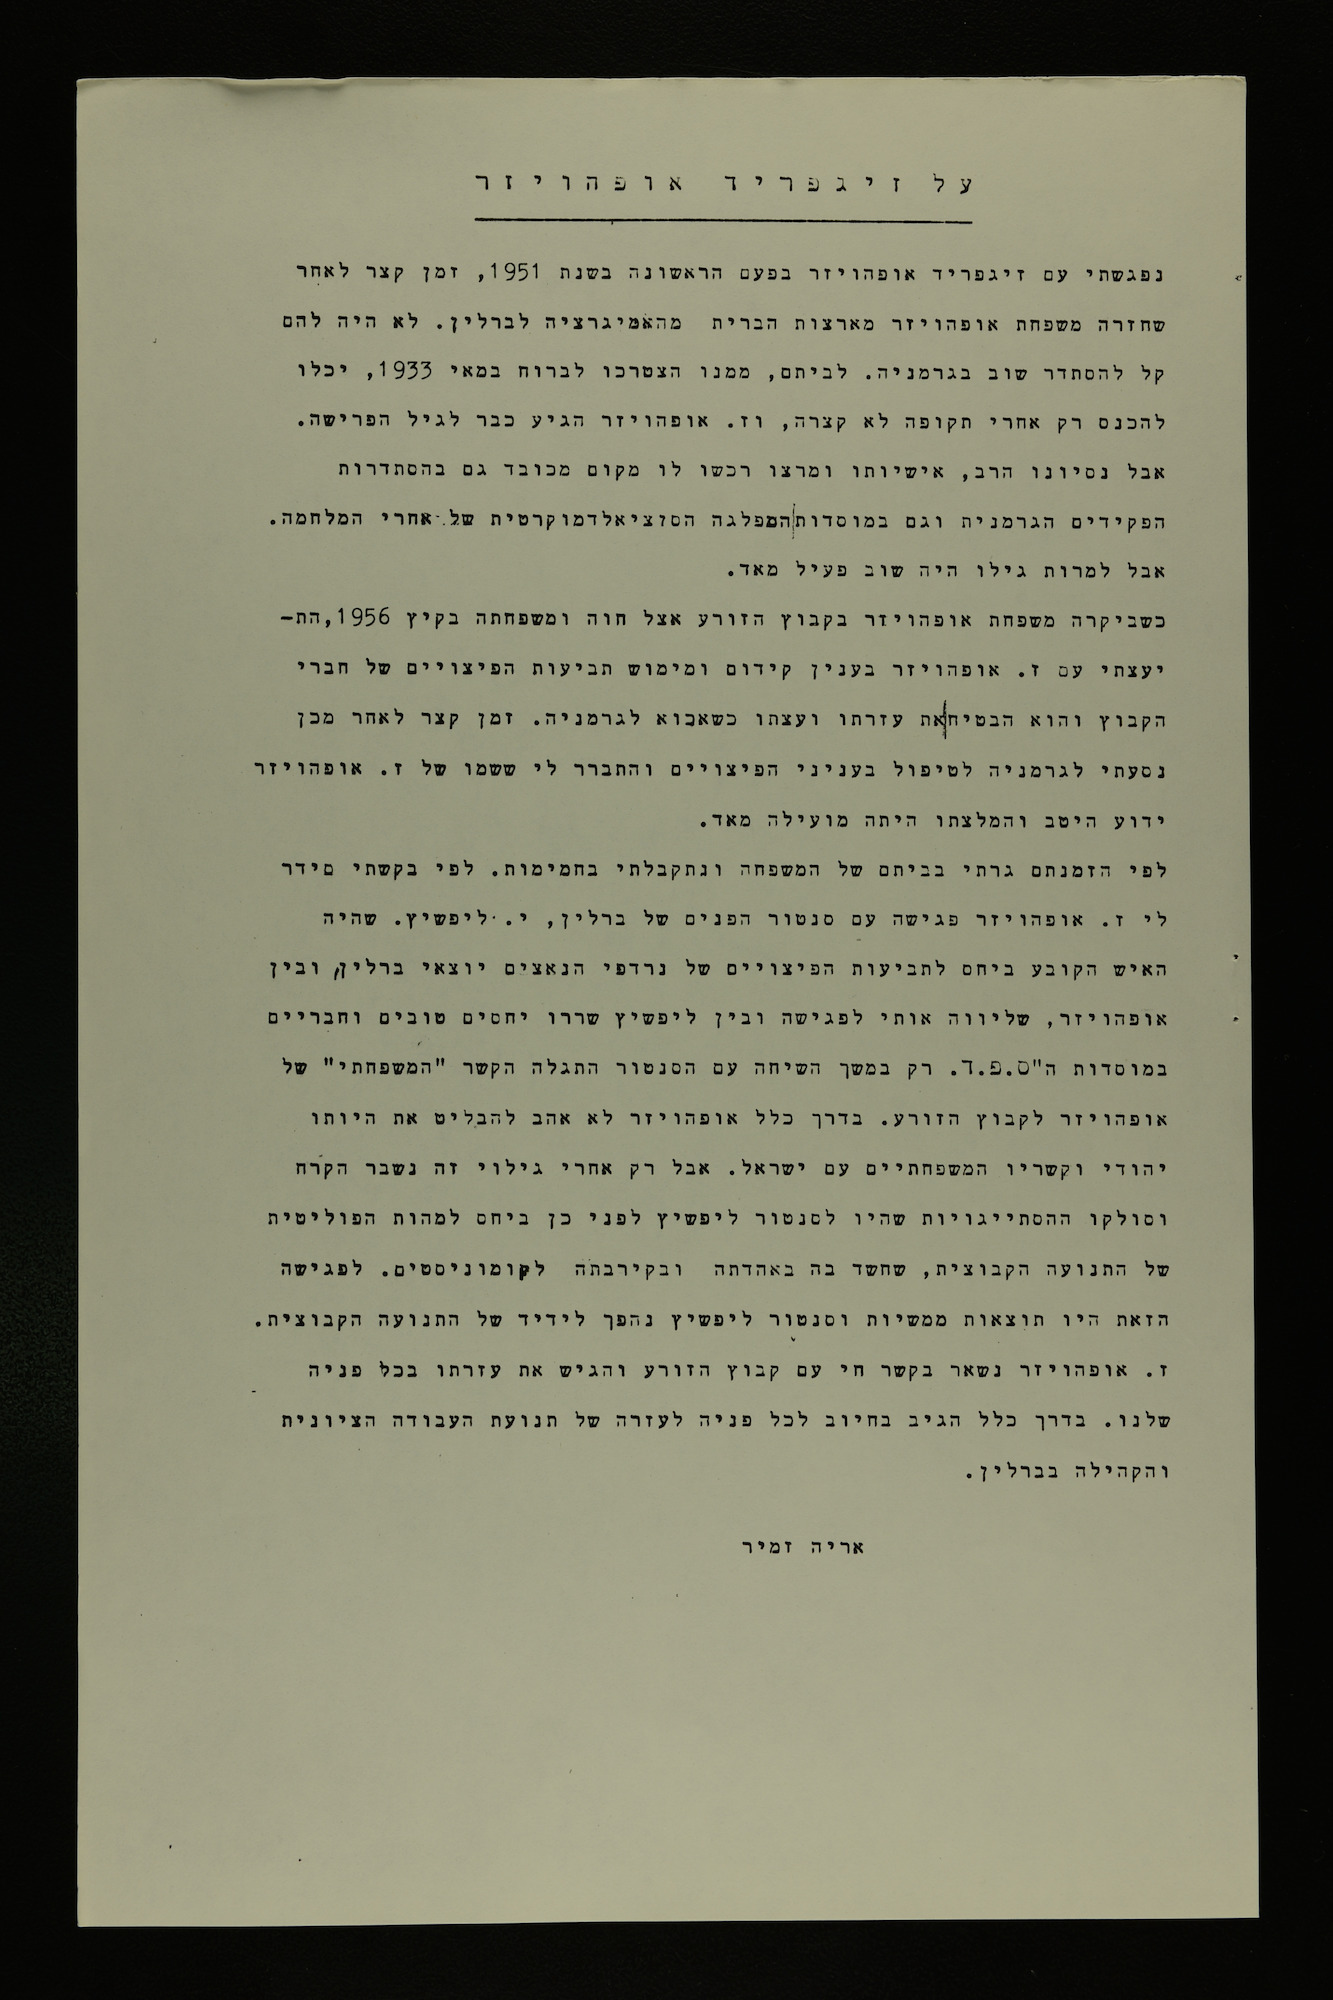 על זיגפריד אופהויזר
נפגשתי עם זיגפריד אופהויזר בפעם הראשונה בשנת 1951, זמן קצר לאחר
שחזרה משפחת אופהויזר מארצות הברית מהאמיגרציה לברלין. לא היה להם
קל להסתדר שוב בגרמניה. לביתם, ממנו הצטרכו לברוח במאי 1933, יכלו
להכנס רק אחרי תקופה לא קצרה, וז. אופהויזר הגיע כבר לגיל הפרישה.
אבל נסיונו הרב, אישיותו ומרצו רכשו לו מקום מכובד גם בהסתדרות
הפקידים הגרמנית וגם במוסדות המפלגה הסוציאלדמוקרטית של אחרי המלחמה.
אבל למרות גילו היה שוב פעיל מאד.
כשביקרה משפחת אופהויזר בקבוץ הזורע אצל חוה ומשפחתה בקיץ 1956,הת-
יעצתי עם ז. אופהויזר בענין קידום ומימוש תביעות הפיצויים של חברי
הקבוץ והוא הבטיח את עזרתו ועצתו כשאבוא לגרמניה. זמן קצר לאחר מכן
נסעתי לגרמניה לטיפול בעניני הפיצויים והתברר לי ששמו של ז. אופהויזר
ידוע היטב והמלצתו היתה מועילה מאד.
לפי הזמנתם גרתי בביתם של המשפחה ונתקבלתי בחמימות. לפי בקשתי סידר
לי ז. אופהויזר פגישה עם סנטור הפנים של ברלין, י. ליפשיץ. שהיה
האיש הקובע ביחס לתביעות הפיצויים של נרדפי הנאצים יוצאי ברלין, ובין
אופהויזר, שליווה אותי לפגישה ובין ליפשיץ שררו יחסים טובים וחבריים
במוסדות ה"ס.פ.ד. רק במשך השיחה עם הסנטור התגלה הקשר "המשפחתי" של
אופהויזר לקבוץ הזורע. בדרך כלל אופהויזר לא אהב להבליט את היותו
יהודי וקשריו המשפחתיים עם ישראל. אבל רק אחרי גילוי זה נשבר הקרח
וסולקו ההסתייגויות שהיו לסנטור ליפשיץ לפני כן ביחס למהות הפוליטית
של התנועה הקבוצית, שחשד בה באהדתה ובקירבתה לקומוניסטים. לפגישה
הזאת היו תוצאות ממשיות וסנטור ליפשיץ נהפך לידיד של התנועה הקבוצית.
ז. אופהויזר נשאר בקשר חי עם קבוץ הזורע והגיש את עזרתו בכל פניה
שלנו. בדרך כלל הגיב בחיוב לכל פניה לעזרה של תנועת העבודה הציונית
והקהילה בברלין.
אריה זמיר